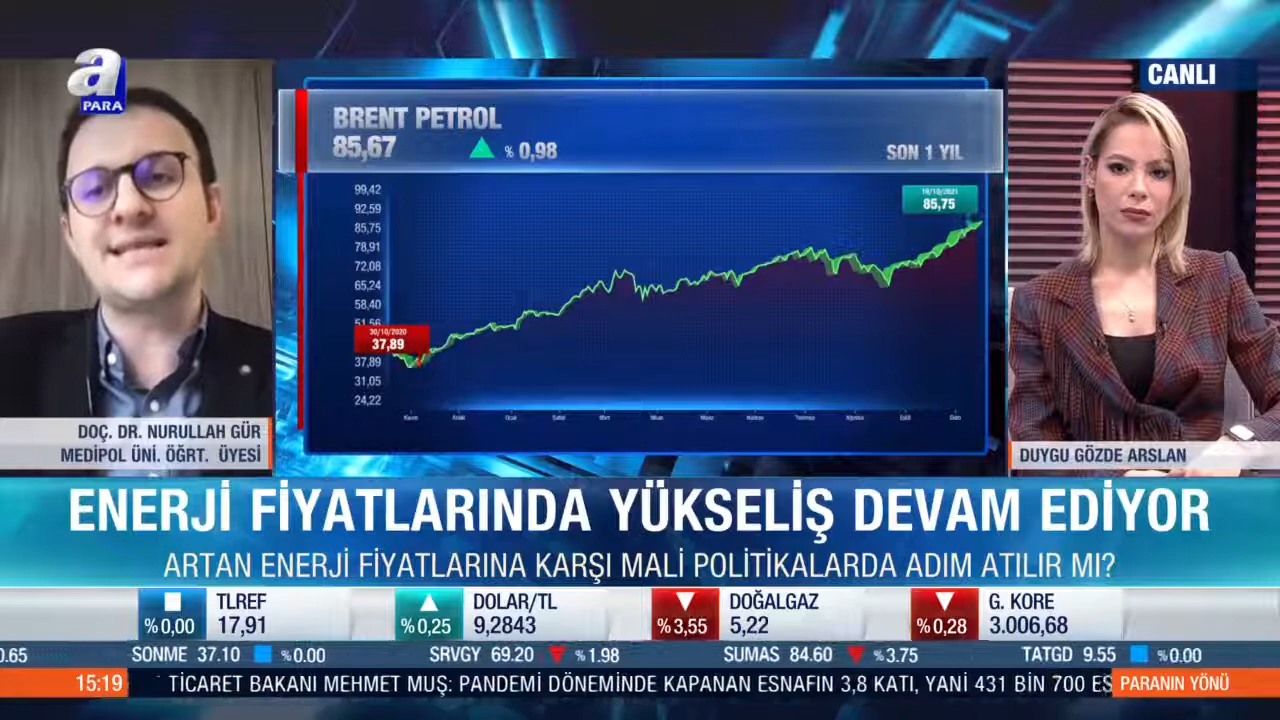 a
PARA
CANLI
BRENT PETROL
85,67
% 0,98
SON 1 YIL
99,42
92,59
85,75
78,91
72,08
65,24
58,40
51,56
37,89
31,05
24,22
19/10/2021
85,75
30/10/2020
37,89
DOÇ. DR. NURULLAH GÜR
MEDİPOL ÜNİ. ÖĞRT. ÜYESİ
DUYGU GÖZDE ARSLAN
ENERJİ FİYATLARINDA YÜKSELİŞ DEVAM EDİYOR
ARTAN ENERJİ FİYATLARINA KARŞI MALİ POLİTİKALARDA ADIM ATILIR MI?
%0,00 TLREF 17,91
%0,25 DOLAR/TL 9,2843
%3,55 DOĞALGAZ 5,22
%0,28 G. KORE 3.006,68
0.65 SONME 37.10 %0.00 SRVGY 69.20 %1.98 SUMAS 84.60 %3.75 TATGD 9.55 %0.00
15:19 TİCARET BAKANI MEHMET MUŞ: PANDEMİ DÖNEMİNDE KAPANAN ESNAFIN 3,8 KATI, YANİ 431 BİN 700 ES PARANIN YÖNÜ